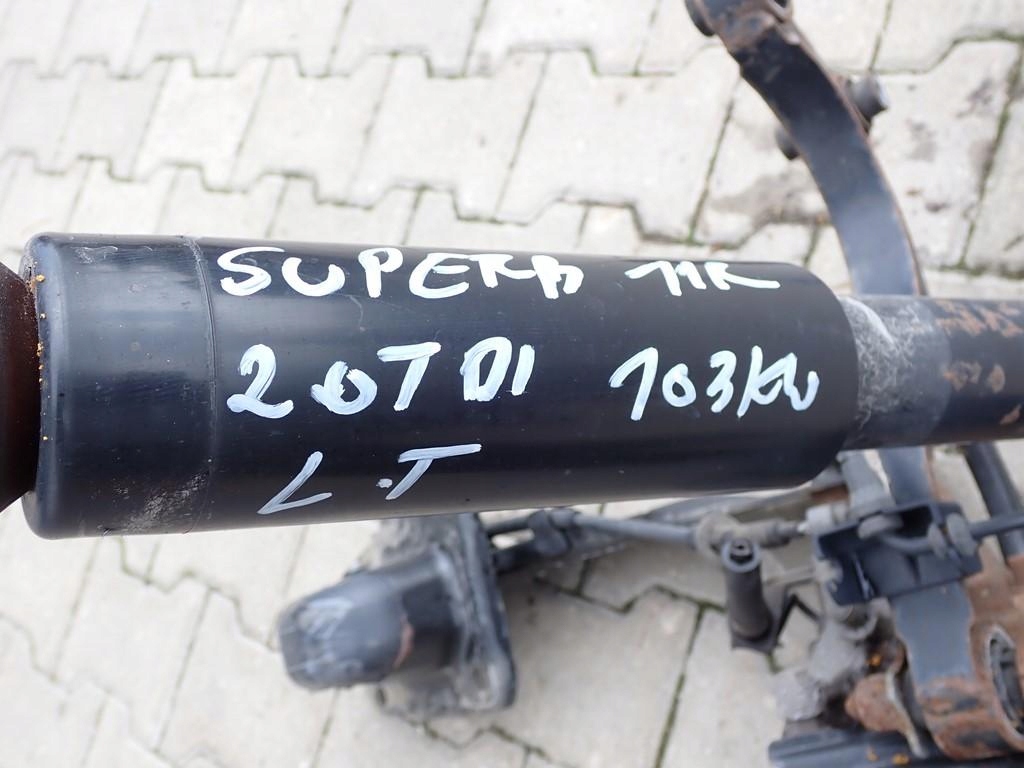 SUPERB 11R
2.0TDI 103KW
L.T